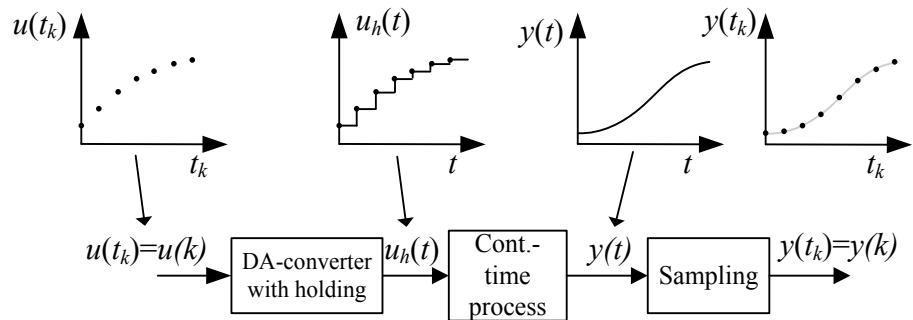 u(t_k)
u_h(t)
y(t)
y(t_k)
t_k
t
t
t_k
u(t_k)=u(k)
DA-converter
with holding
u_h(t)
Cont.-
time
process
y(t)
Sampling
y(t_k)=y(k)